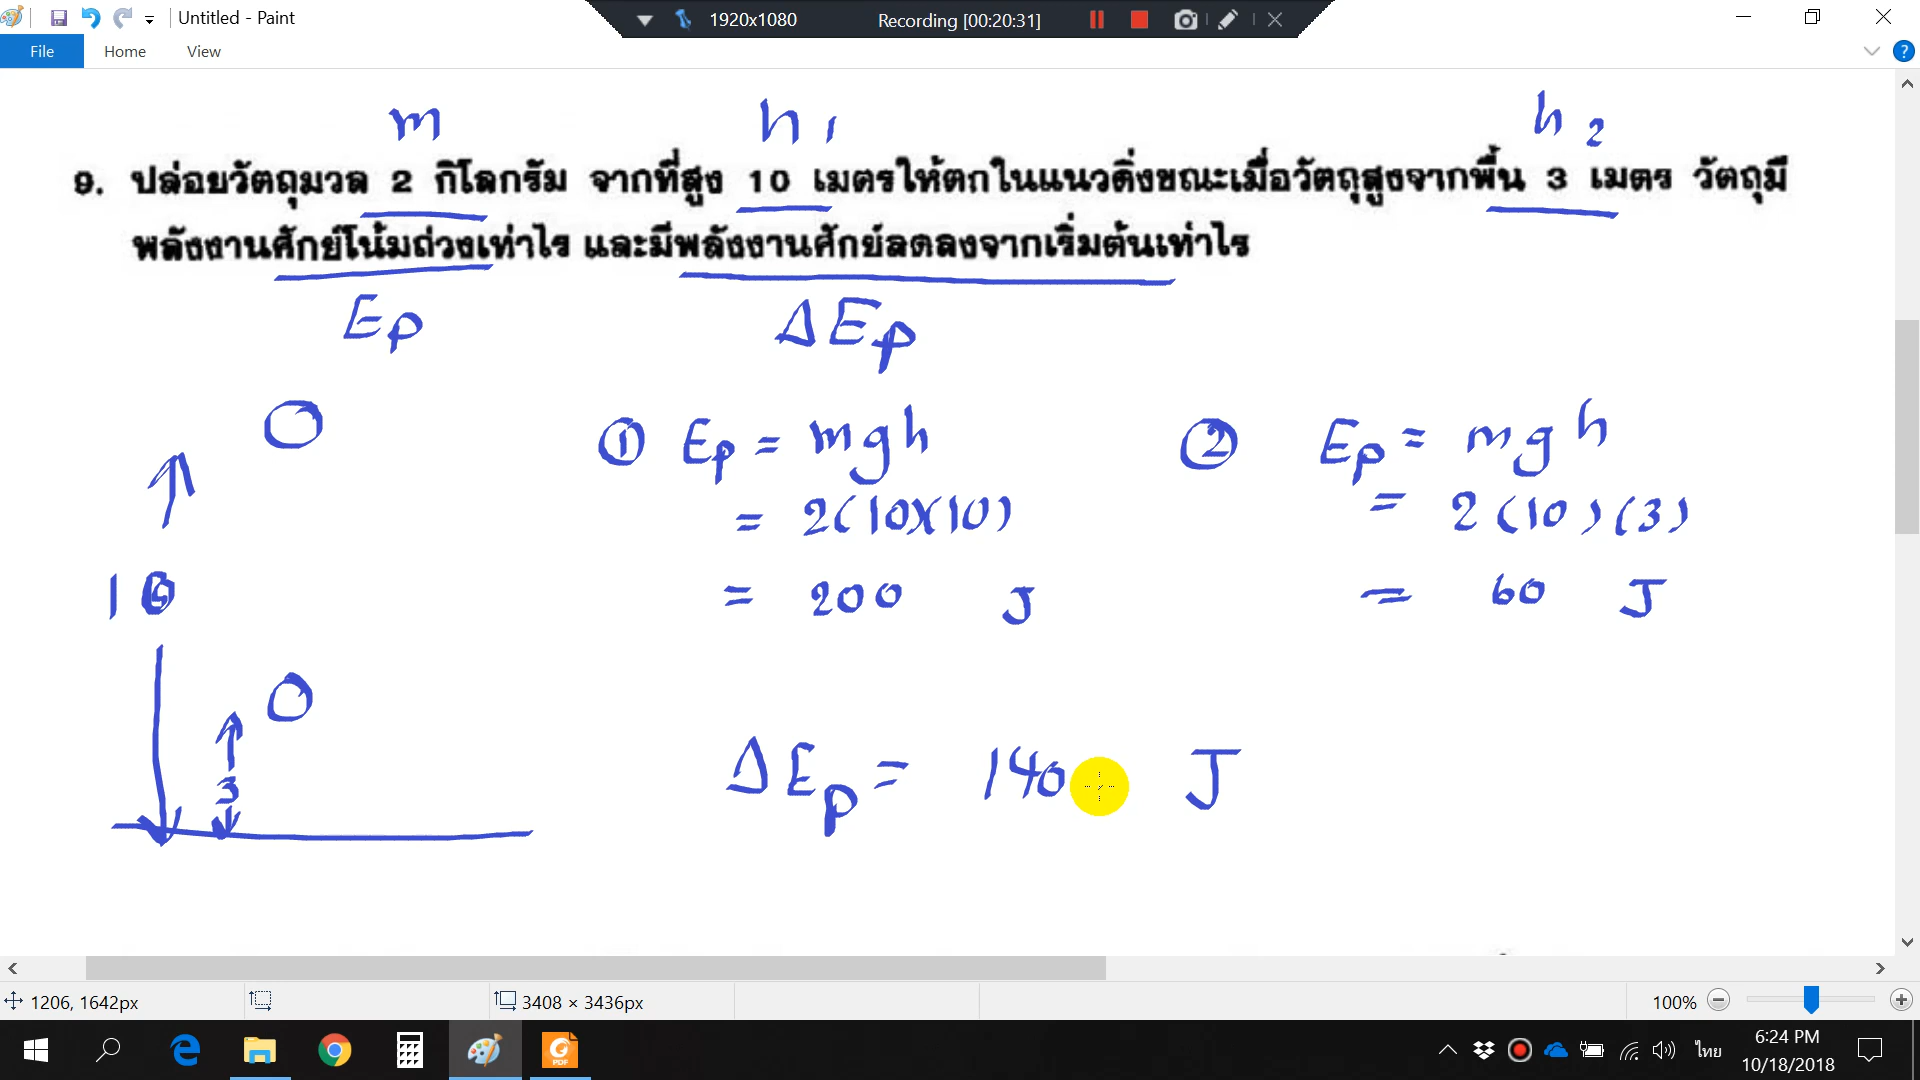 Untitled - Paint
1920x1080 Recording [00:20:31]
File Home View
m h1 h2
9. ปล่อยวัตถุมวล 2 กิโลกรัม จากที่สูง 10 เมตรให้ตกในแนวดิ่งขณะเมื่อวัตถุสูงจากพื้น 3 เมตร วัตถุมี
พลังงานศักย์โน้มถ่วงเท่าไร และมีพลังงานศักย์ลดลงจากเริ่มต้นเท่าไร
Ep ΔEp
① Ep = mgh ② Ep = mgh
= 2(10)(10) = 2(10)(3)
= 200 J = 60 J
10
3
ΔEp = 140 J
1206, 1642px 3408 × 3436px 100%
PDF ไทย 6:24 PM
10/18/2018